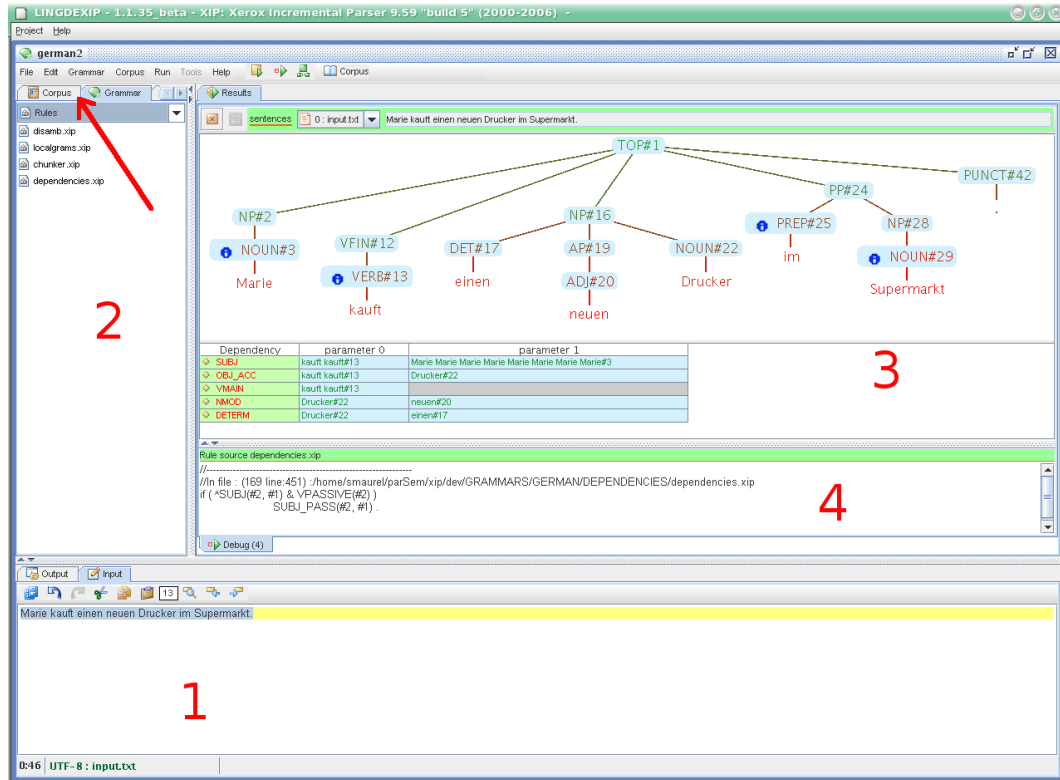 LINGDEXIP - 1.1.35_beta - XIP: Xerox Incremental Parser 9.59 "build 5" (2000-2006) -
Project Help
german2
File Edit Grammar Corpus Run Tools Help Corpus
Corpus Grammar
Results
Rules
disamb.xip
localgrams.xip
chunker.xip
dependencies.xip
2
sentences 0 : input.txt Marie kauft einen neuen Drucker im Supermarkt.
TOP#1
PUNCT#42
PP#24
.
NP#2 NP#16 PREP#25 NP#28
NOUN#3 VFIN#12 DET#17 AP#19 NOUN#22 im NOUN#29
Marie VERB#13 einen ADJ#20 Drucker Supermarkt
kauft neuen
Dependency parameter 0 parameter 1
SUBJ kauft kauft#13 Marie Marie Marie Marie Marie Marie Marie Marie#3
OBJ_ACC kauft kauft#13 Drucker#22
VMAIN kauft kauft#13
NMOD Drucker#22 neuen#20
DETERM Drucker#22 einen#17
3
Rule source dependencies.xip
//--------------------------------------------------------------
//In file : (169 line:451) :/home/smaurel/parSem/xip/dev/GRAMMARS/GERMAN/DEPENDENCIES/dependencies.xip
if ( ^SUBJ(#2, #1) & VPASSIVE(#2) )
SUBJ_PASS(#2, #1) .
4
Debug (4)
Output Input
13
Marie kauft einen neuen Drucker im Supermarkt.
1
0:46 UTF-8 : input.txt